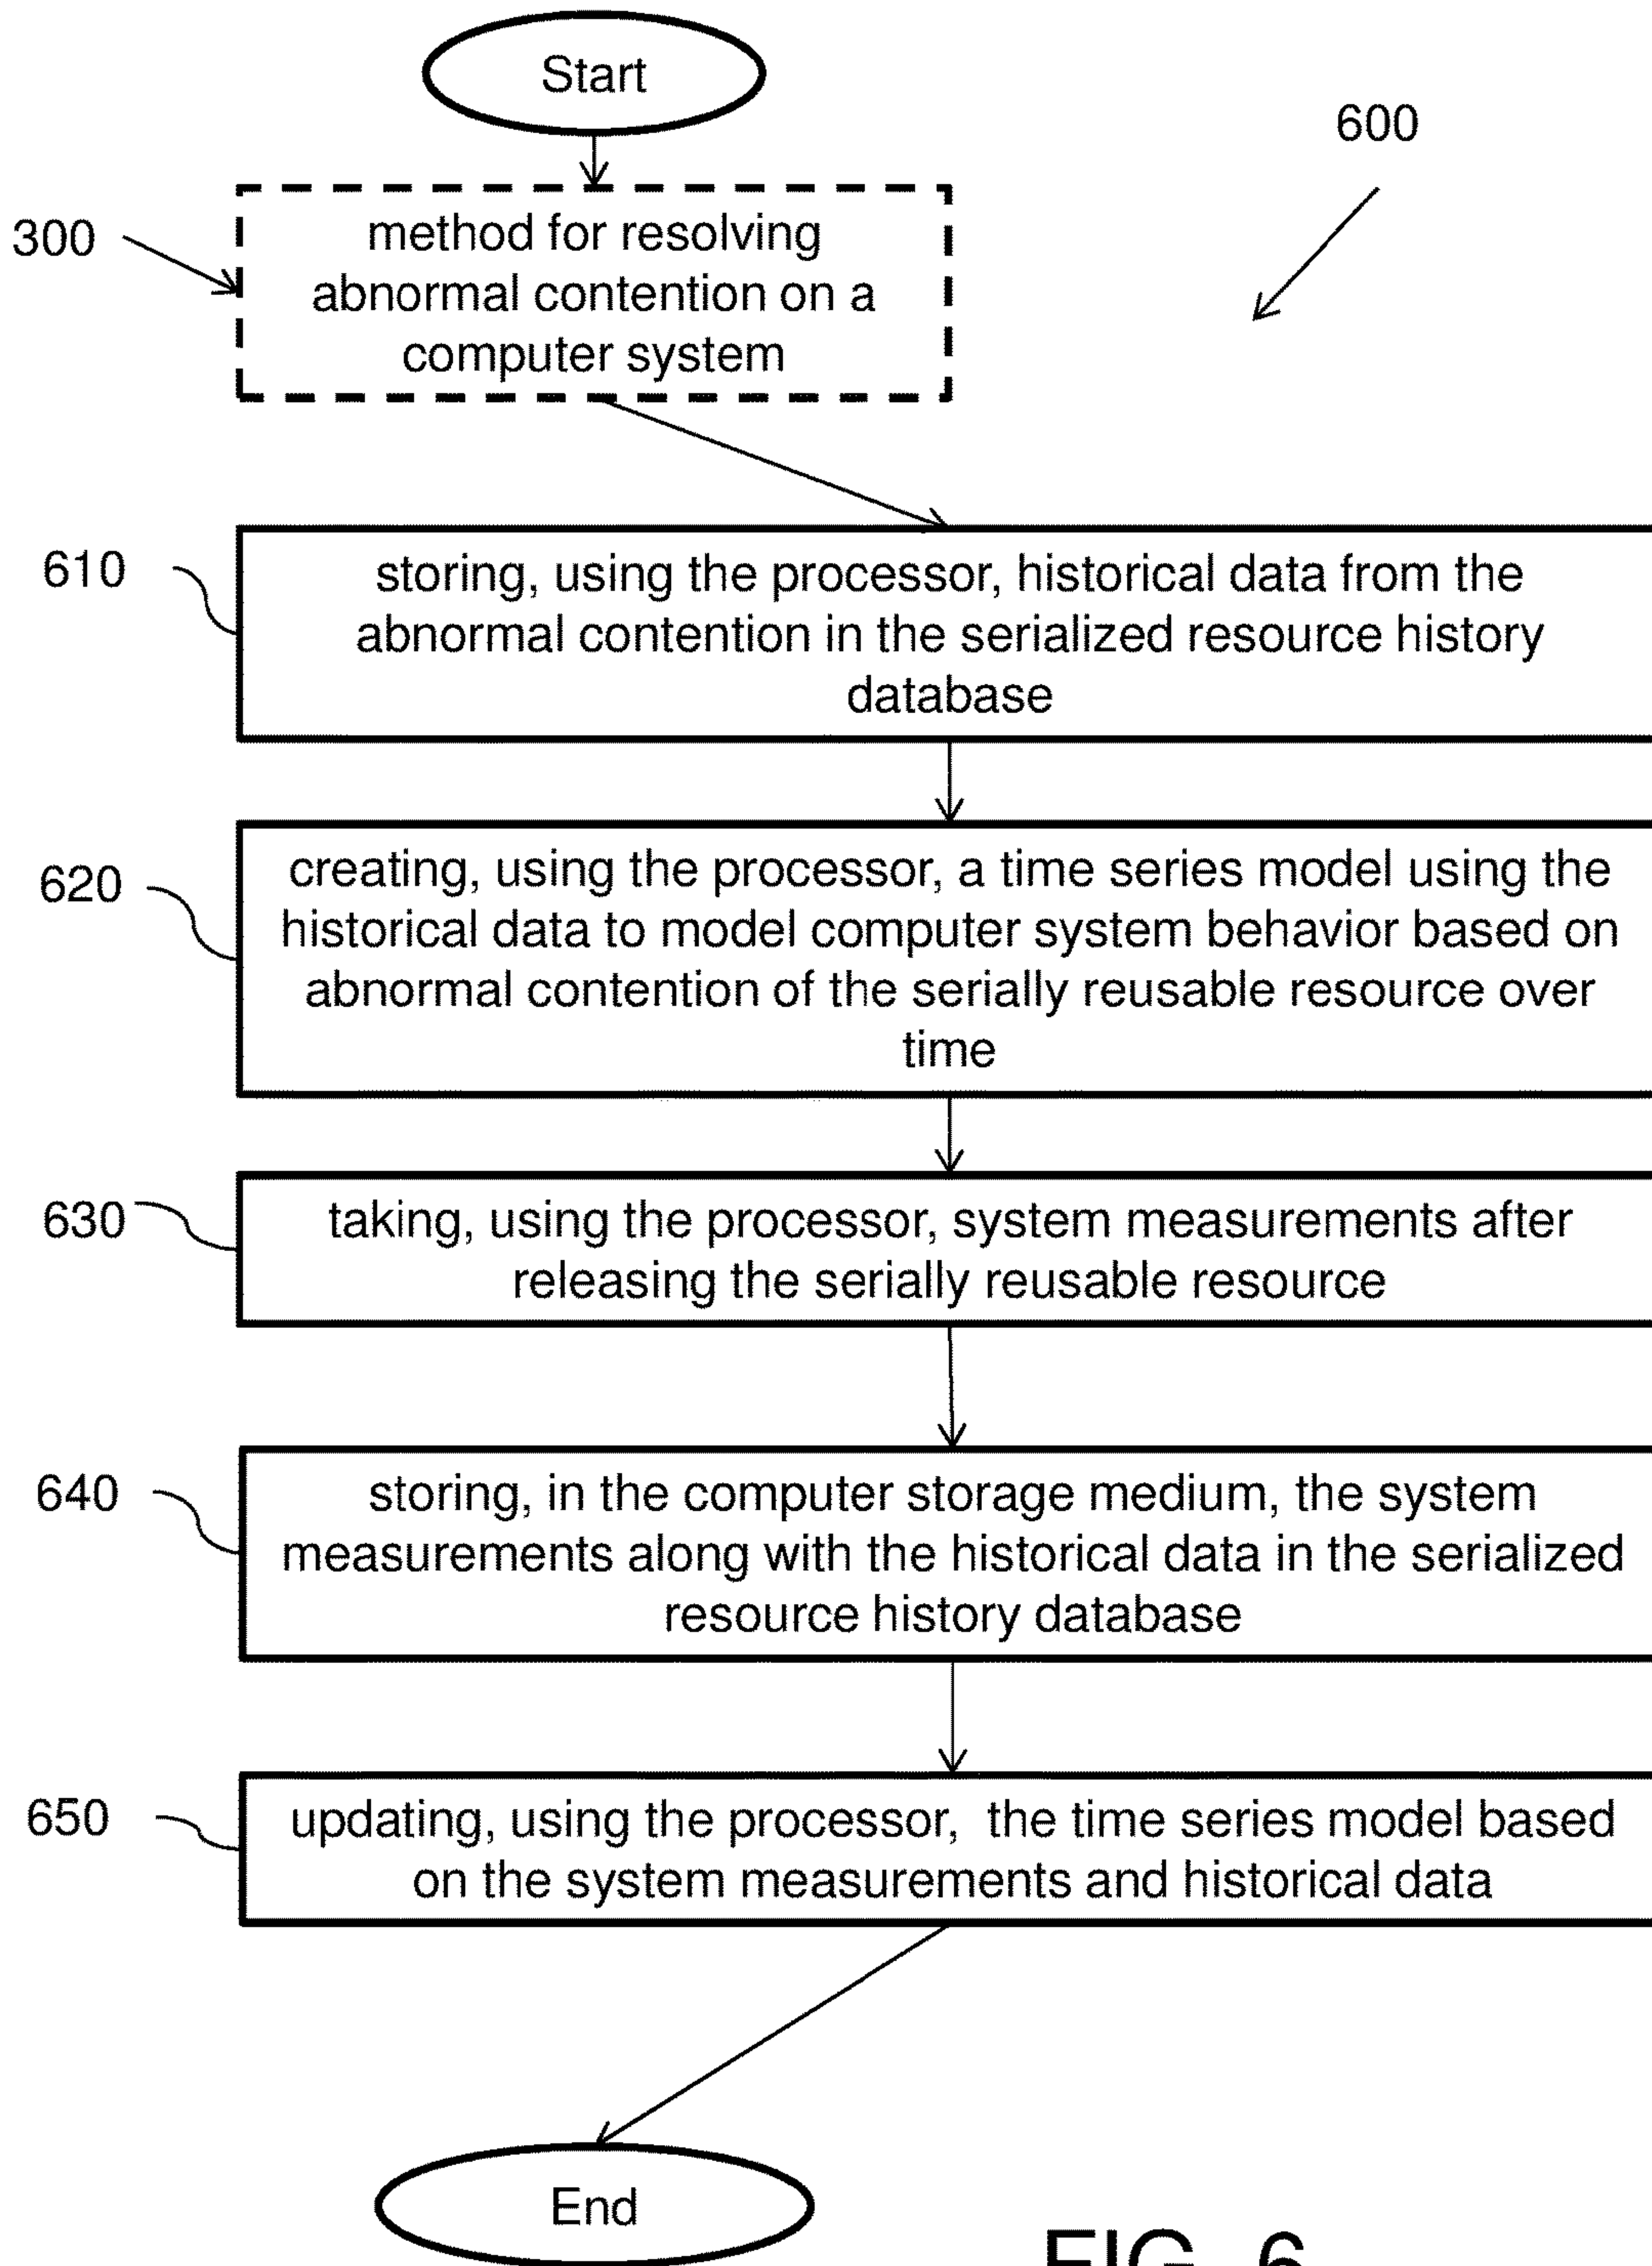 Start
600
300
method for resolving
abnormal contention on a
computer system
610
storing, using the processor, historical data from the
abnormal contention in the serialized resource history
database
620
creating, using the processor, a time series model using the
historical data to model computer system behavior based on
abnormal contention of the serially reusable resource over
time
630
taking, using the processor, system measurements after
releasing the serially reusable resource
640
storing, in the computer storage medium, the system
measurements along with the historical data in the serialized
resource history database
650
updating, using the processor, the time series model based
on the system measurements and historical data
End
FIG. 6